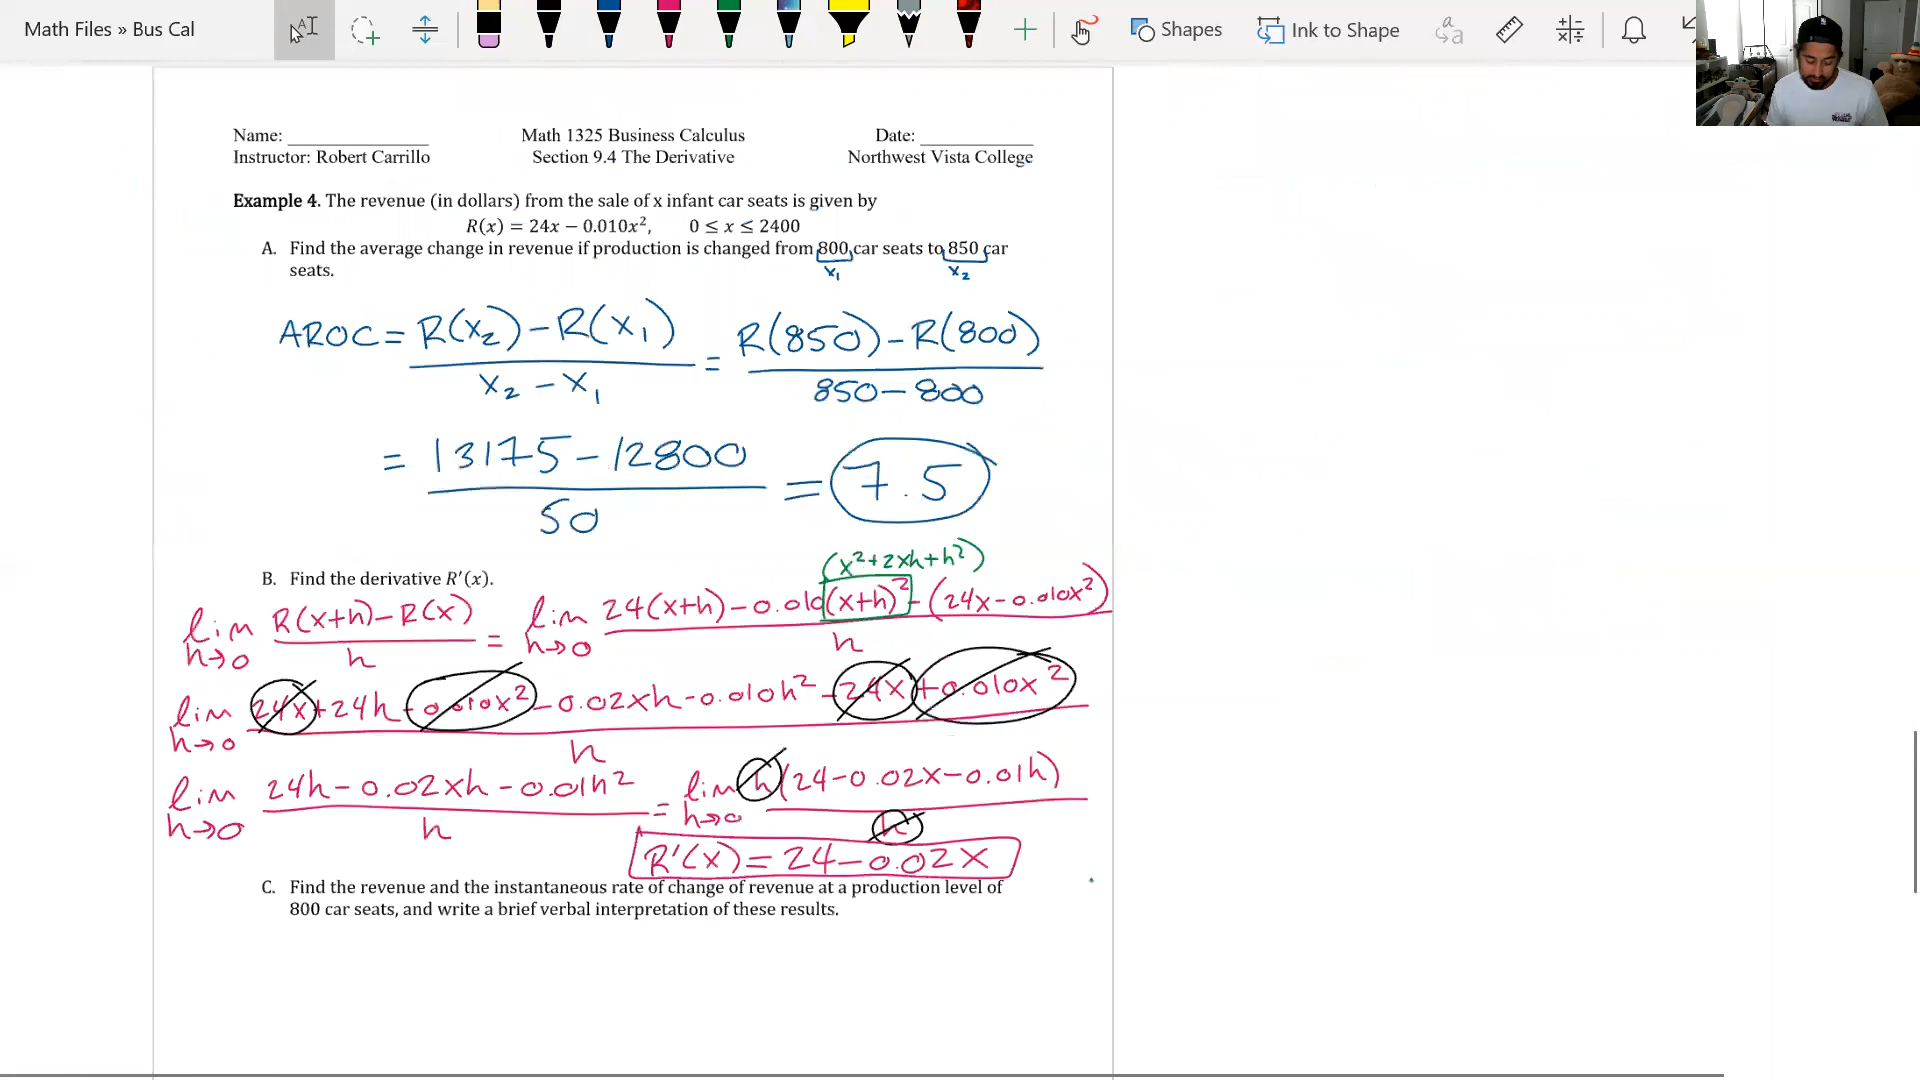 Math Files » Bus Cal
Shapes
Ink to Shape
Name: ____________
Math 1325 Business Calculus
Date: ____________
Instructor: Robert Carrillo
Section 9.4 The Derivative
Northwest Vista College
Example 4. The revenue (in dollars) from the sale of x infant car seats is given by
R(x) = 24x − 0.010x², 0 ≤ x ≤ 2400
A. Find the average change in revenue if production is changed from 800 car seats to 850 car
seats.
x₁ x₂
AROC = R(x₂) − R(x₁) / x₂ − x₁ = R(850) − R(800) / 850 − 800
= 13175 − 12800 / 50 = 7.5
B. Find the derivative R′(x).
(x²+2xh+h²)
lim h→0 R(x+h)−R(x) / h = lim h→0 24(x+h)−0.010(x+h)² − (24x−0.010x²) / h
lim h→0 24x+24h−0.010x²−0.02xh−0.010h²−24x+0.010x² / h
lim h→0 24h−0.02xh−0.01h² / h = lim h→0 h(24−0.02x−0.01h) / h
R'(x) = 24−0.02x
C. Find the revenue and the instantaneous rate of change of revenue at a production level of
800 car seats, and write a brief verbal interpretation of these results.